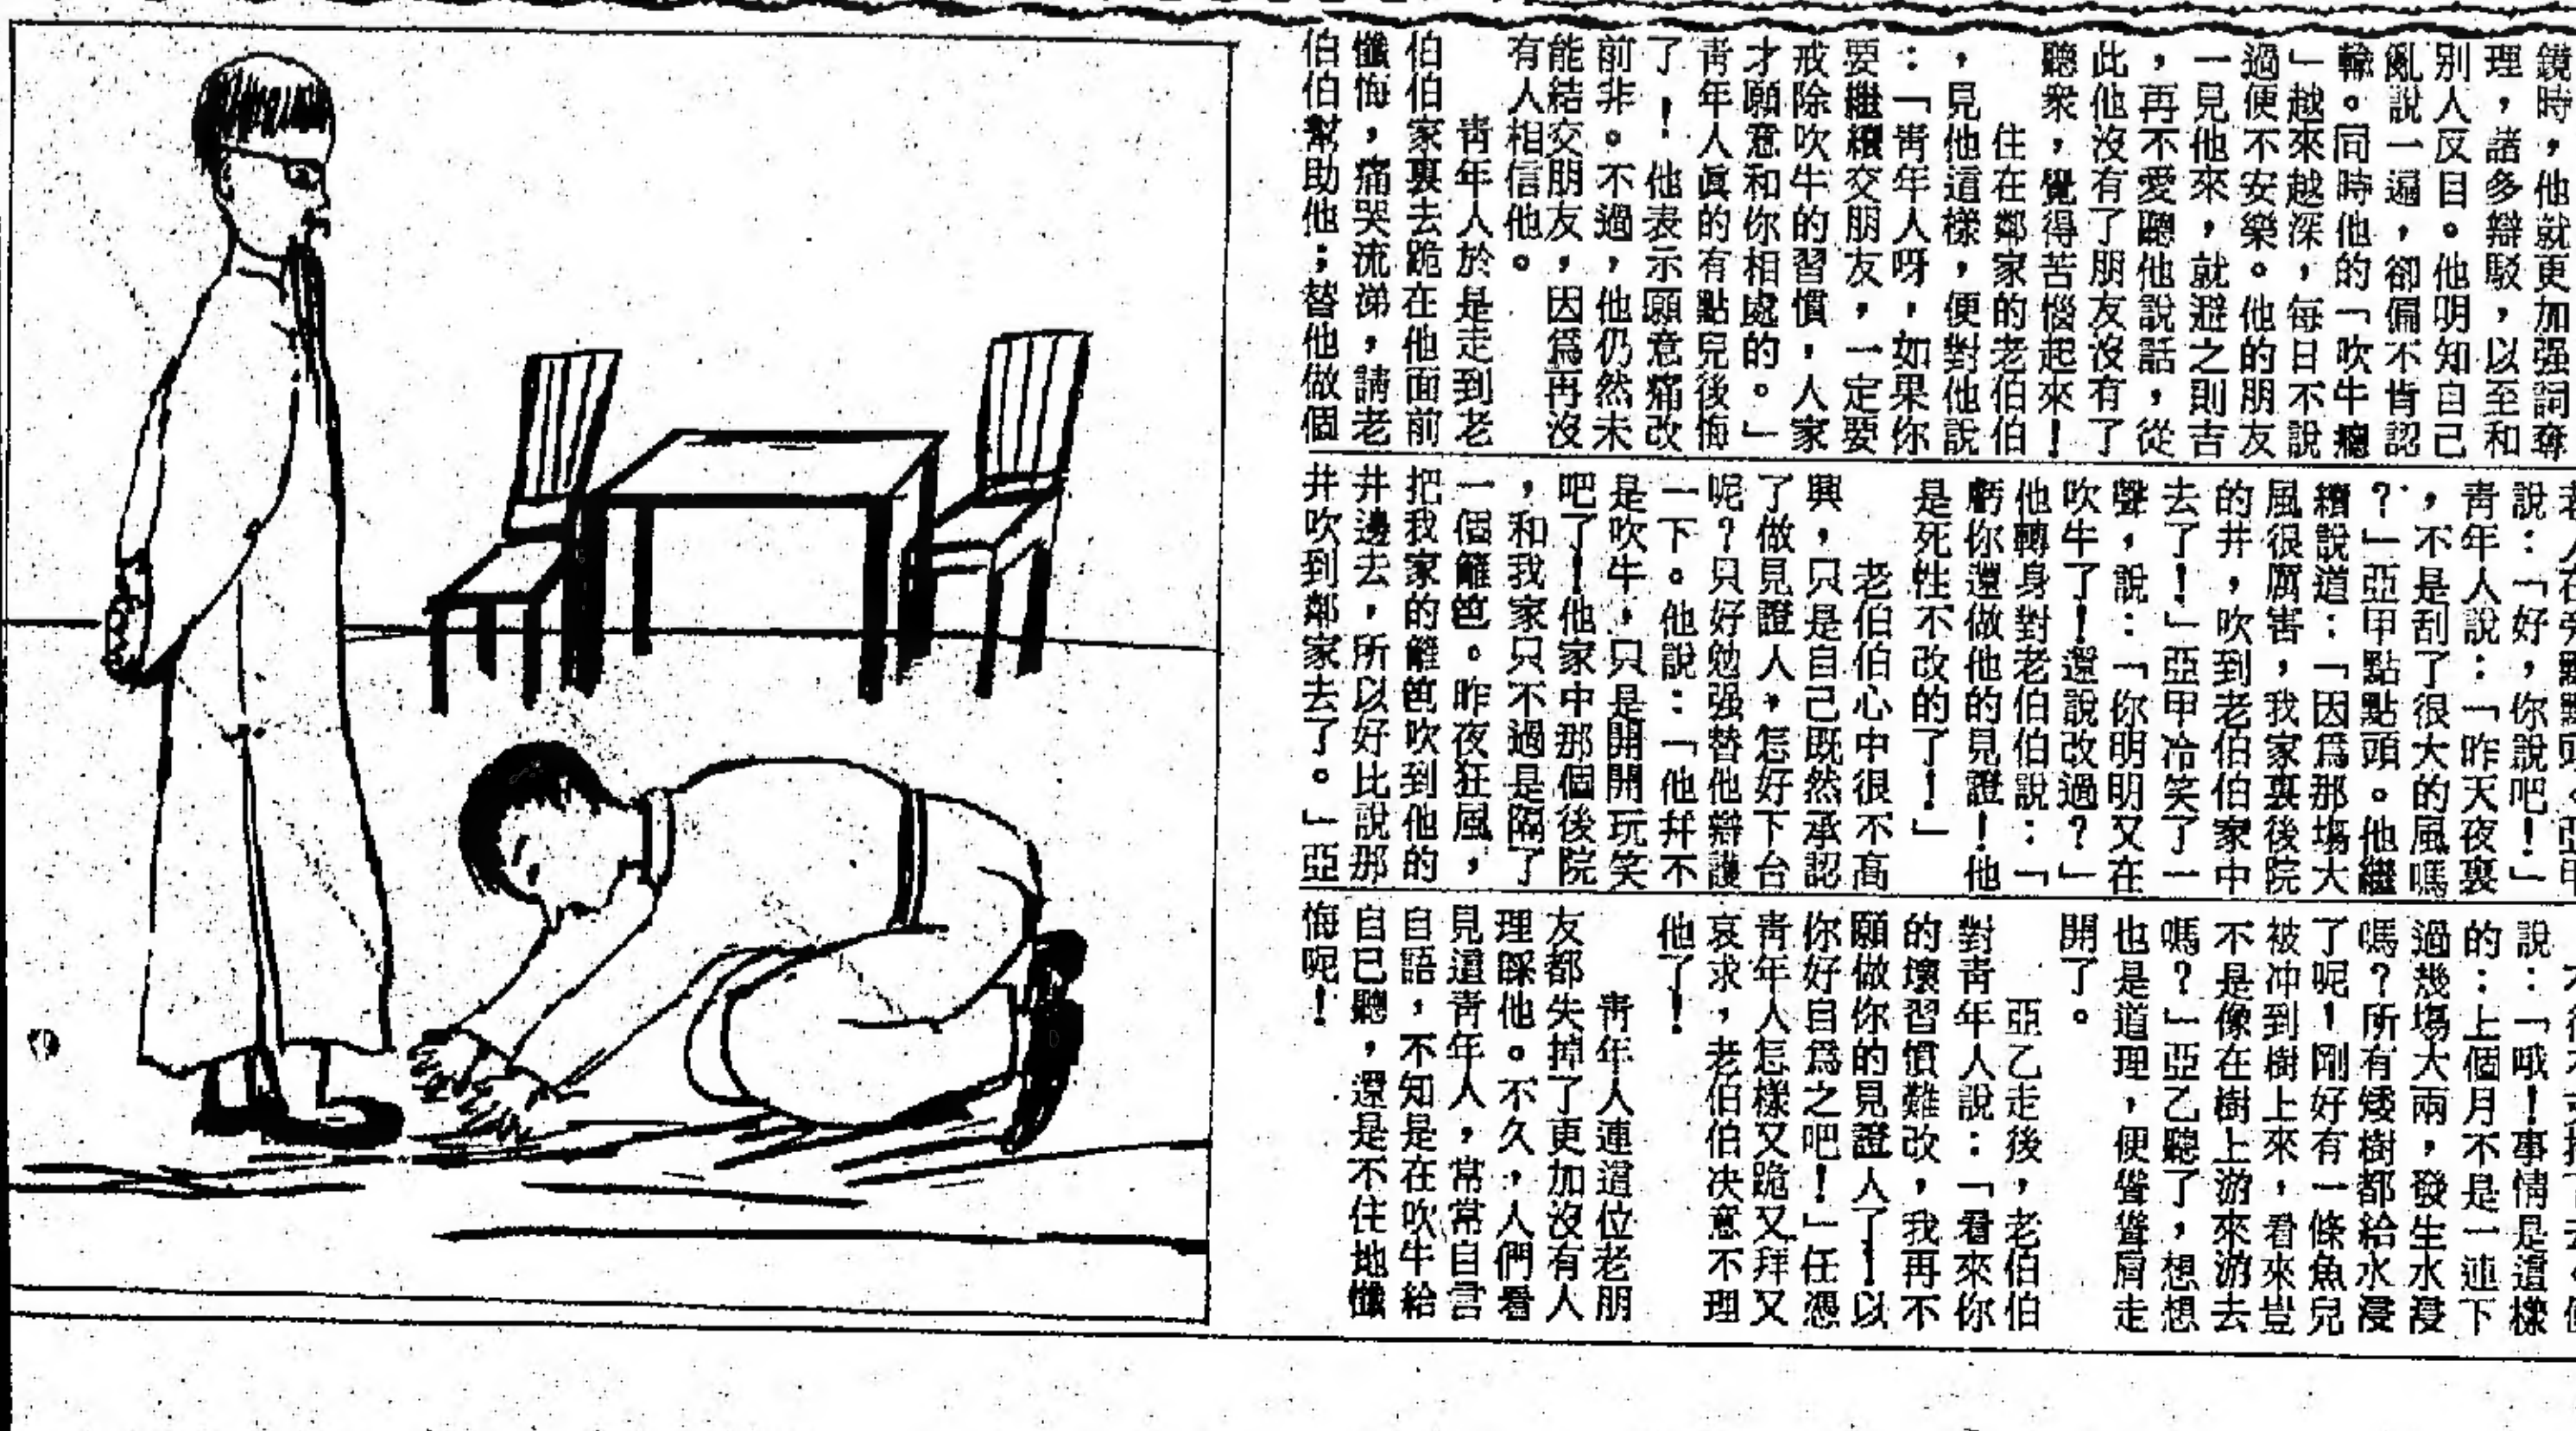 鏡時，他就更加强詞奪
理，諸多辯駁，以至和
别人反目。他明知自己
亂說一遍，卻偏不肯認
輸。同時他的「吹牛癮
」越來越深，每日不說
過便不安樂。他的朋友
一見他來，就避之則吉
，再不愛聽他說話，從
此他沒有了朋友沒有了
聽衆，覺得苦惱起來！
住在鄰家的老伯伯
，見他這樣，便對他說
：「靑年人呀，如果你
要繼續交朋友，一定要
戒除吹牛的習慣，人家
才願意和你相處的。」
靑年人眞的有點兒後悔
了！他表示願意痛改
前非。不過，他仍然未
能結交朋友，因爲再沒
有人相信他。
靑年人於是走到老
伯伯家裏去跪在他面前
懺悔，痛哭流涕，請老
伯伯幫助他；替他做個
說：「好，你說吧！」
靑年人說：「昨天夜裏
，不是刮了很大的風嗎
？」亞甲點點頭。他繼
續說道：「因爲那塲大
風很厲害，我家裏後院
的井，吹到老伯伯家中
去了！」亞甲冷笑了一
聲，說：「你明明又在
吹牛了！還說改過？」
他轉身對老伯伯說：「
虧你還做他的見證！他
是死性不改的了！」
老伯伯心中很不高
興，只是自己既然承認
了做見證人，怎好下台
呢？只好勉强替他辯護
一下。他說：「他幷不
是吹牛，只是開開玩笑
吧了！他家中那個後院
，和我家只不過是隔了
一個籬笆。昨夜狂風，
把我家的籬笆吹到他的
井邊去，所以好比說那
井吹到鄰家去了。」亞
說：「哦！事情是這樣
的：上個月不是一連下
過幾塲大雨，發生水浸
嗎？所有矮樹都給水浸
了呢！剛好有一條魚兒
被冲到樹上來，看來豈
不是像在樹上游來游去
嗎？」亞乙聽了，想想
也是道理，便聳聳肩走
開了。
亞乙走後，老伯伯
對靑年人說：「看來你
的壞習慣難改，我再不
願做你的見證人了！以
你好自爲之吧！」任憑
靑年人怎樣又跪又拜又
哀求，老伯伯决意不理
他了！
靑年人連這位老朋
友都失掉了更加沒有人
理睬他。不久，人們看
見這靑年人，常常自言
自語，不知是在吹牛給
自已聽，還是不住地懺
悔呢！